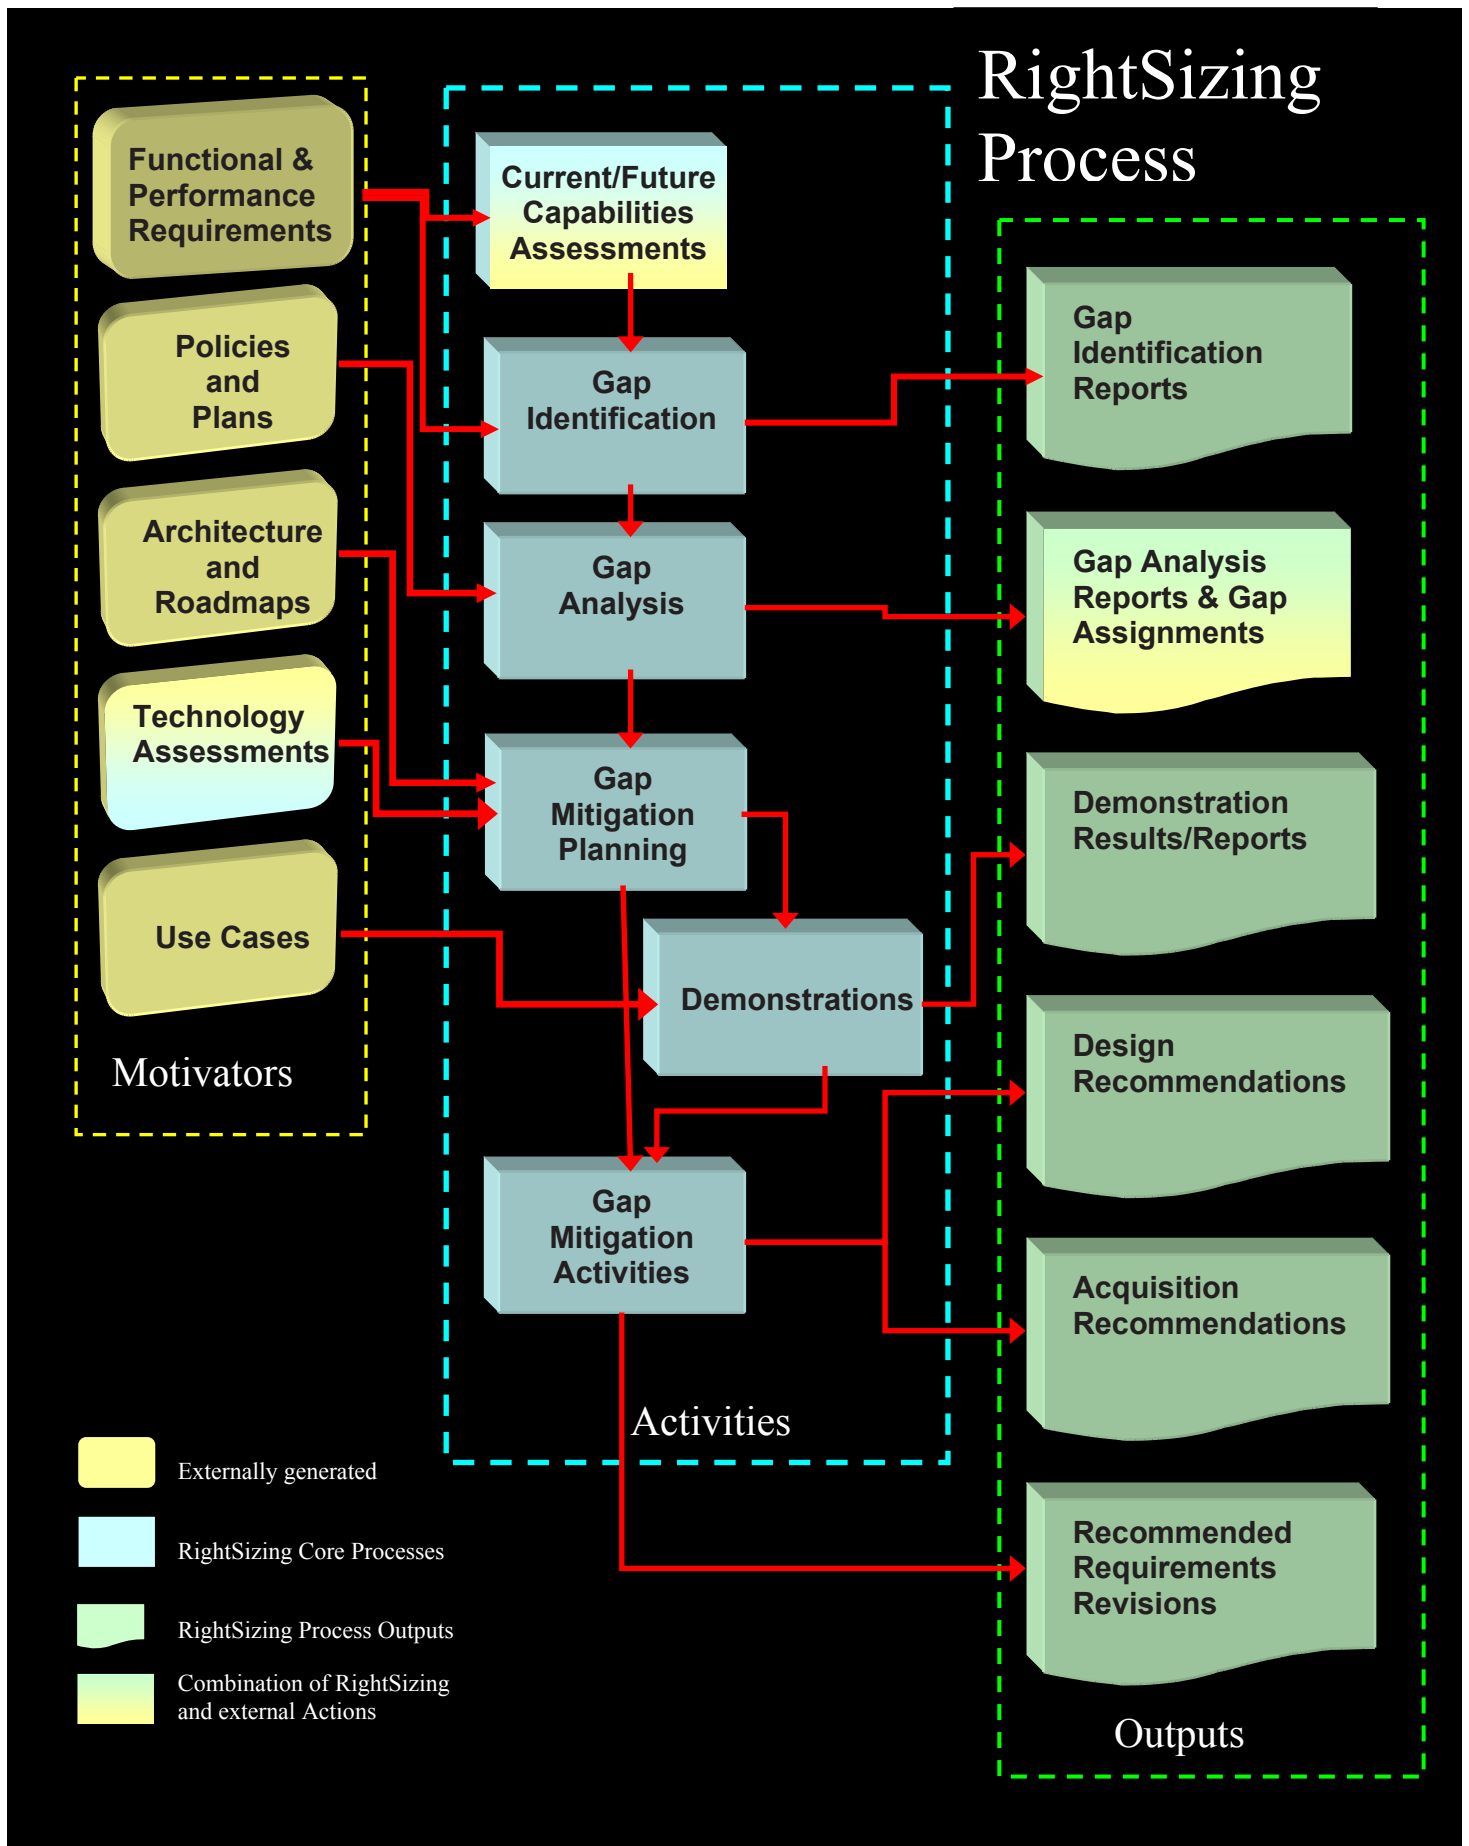 RightSizing
Process
Functional &
Performance
Requirements
Policies
and
Plans
Architecture
and
Roadmaps
Technology
Assessments
Use Cases
Motivators
Current/Future
Capabilities
Assessments
Gap
Identification
Gap
Analysis
Gap
Mitigation
Planning
Demonstrations
Gap
Mitigation
Activities
Activities
Gap
Identification
Reports
Gap Analysis
Reports & Gap
Assignments
Demonstration
Results/Reports
Design
Recommendations
Acquisition
Recommendations
Recommended
Requirements
Revisions
Outputs
Externally generated
RightSizing Core Processes
RightSizing Process Outputs
Combination of RightSizing
and external Actions